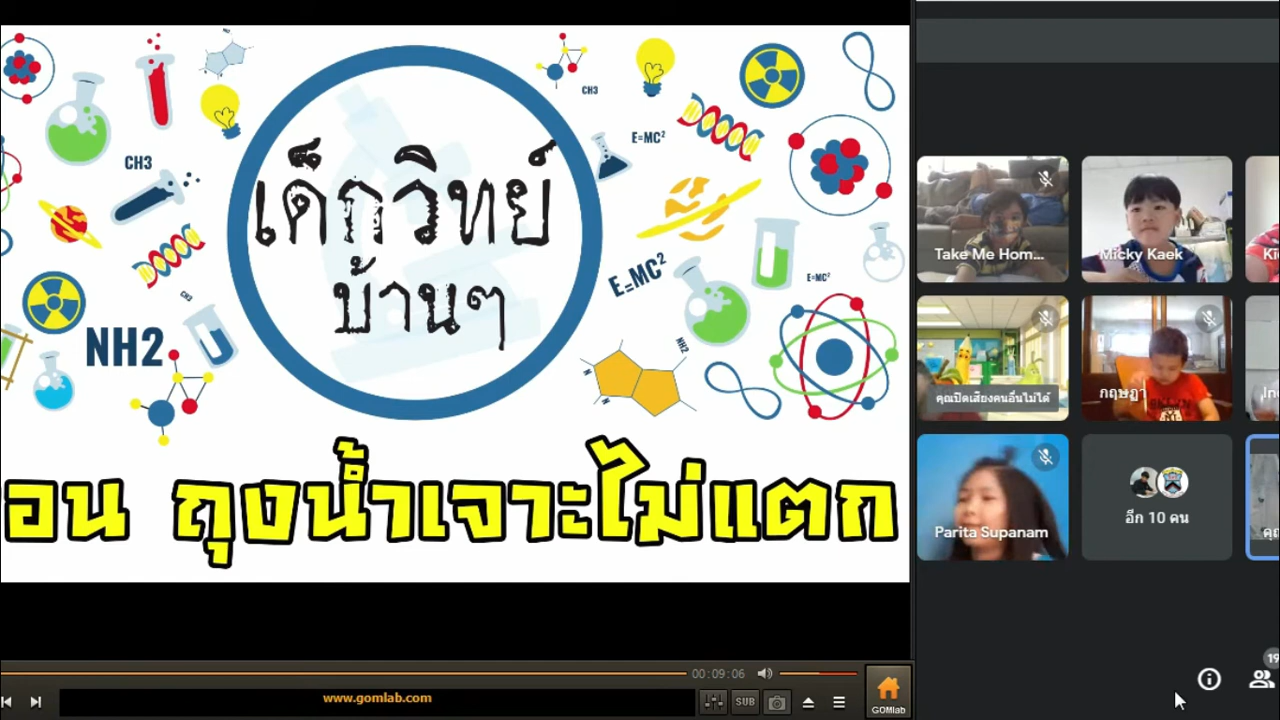 CH3
CH3
E=MC²
เด็กวิทย์
บ้านๆ
CH3
NH2
E=MC²
E=MC²
NH2
N
N
อน ถุงน้ำเจาะไม่แตก
Take Me Hom...
Micky Kaek
คุณปิดเสียงคนอื่นไม่ได้
กฤษฎา
Parita Supanam
อีก 10 คน
00:09:06
www.gomlab.com
SUB
GOMlab
19